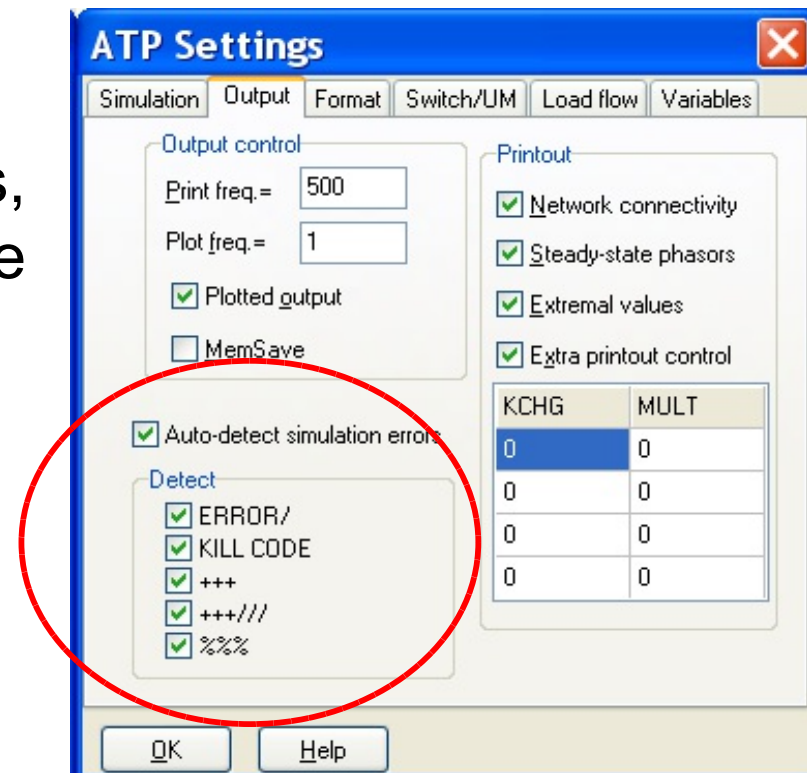 s,
e
ATP Settings
Simulation Output Format Switch/UM Load flow Variables
Output control
Print freq.= 500
Plot freq.= 1
Plotted output
MemSave
Auto-detect simulation errors
Detect
ERROR/
KILL CODE
+++
+++///
%%%
Printout
Network connectivity
Steady-state phasors
Extremal values
Extra printout control
KCHG MULT
0 0
0 0
0 0
0 0
OK Help